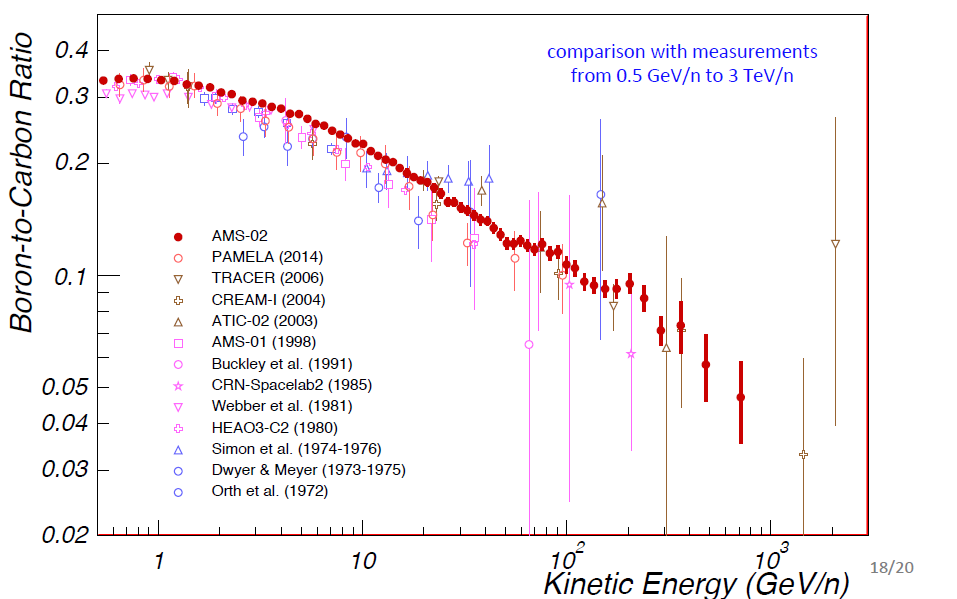 comparison with measurements
from 0.5 GeV/n to 3 TeV/n
Boron-to-Carbon Ratio
0.4
0.3
0.2
0.1
0.05
0.04
0.03
0.02
AMS-02
PAMELA (2014)
TRACER (2006)
CREAM-I (2004)
ATIC-02 (2003)
AMS-01 (1998)
Buckley et al. (1991)
CRN-Spacelab2 (1985)
Webber et al. (1981)
HEAO3-C2 (1980)
Simon et al. (1974-1976)
Dwyer & Meyer (1973-1975)
Orth et al. (1972)
1 10 10² 10³
Kinetic Energy (GeV/n)
18/20